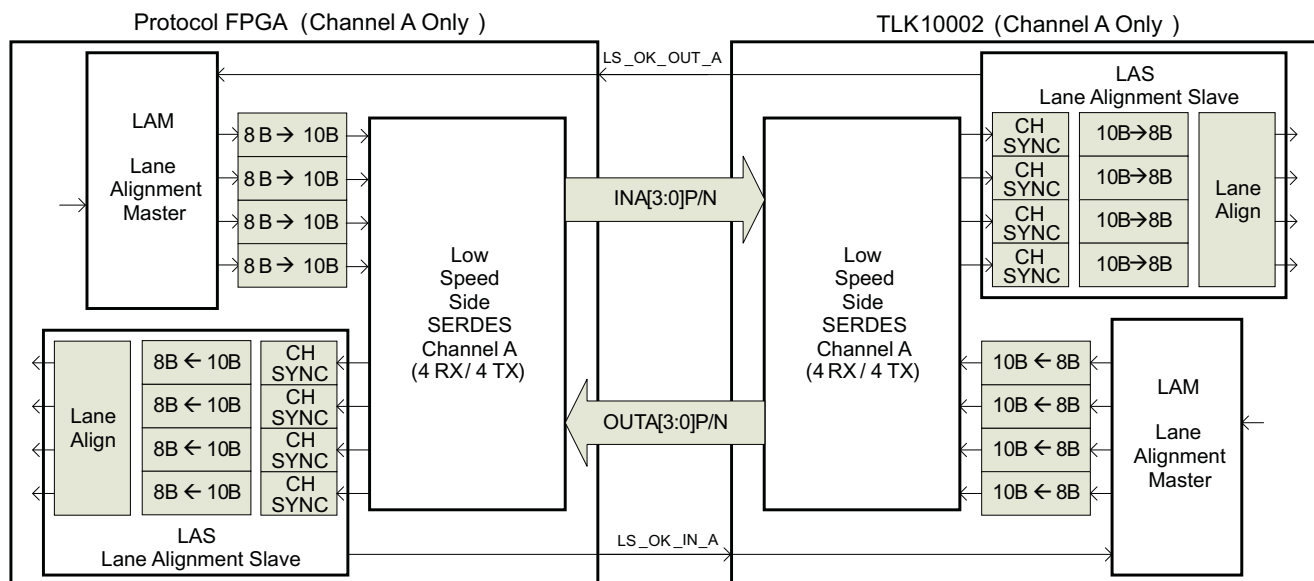 Protocol FPGA (Channel A Only )
TLK10002 (Channel A Only )
LS_OK_OUT_A
LAM
Lane
Alignment
Master
8 B → 10B
8 B → 10B
8 B → 10B
8 B → 10B
Low
Speed
Side
SERDES
Channel A
(4 RX / 4 TX)
INA[3:0]P/N
OUTA[3:0]P/N
Low
Speed
Side
SERDES
Channel A
(4 RX / 4 TX)
LAS
Lane Alignment Slave
CH
SYNC
CH
SYNC
CH
SYNC
CH
SYNC
10B→8B
10B→8B
10B→8B
10B→8B
Lane
Align
Lane
Align
8B ← 10B
8B ← 10B
8B ← 10B
8B ← 10B
CH
SYNC
CH
SYNC
CH
SYNC
CH
SYNC
LAS
Lane Alignment Slave
10B ← 8B
10B ← 8B
10B ← 8B
10B ← 8B
LAM
Lane
Alignment
Master
LS_OK_IN_A